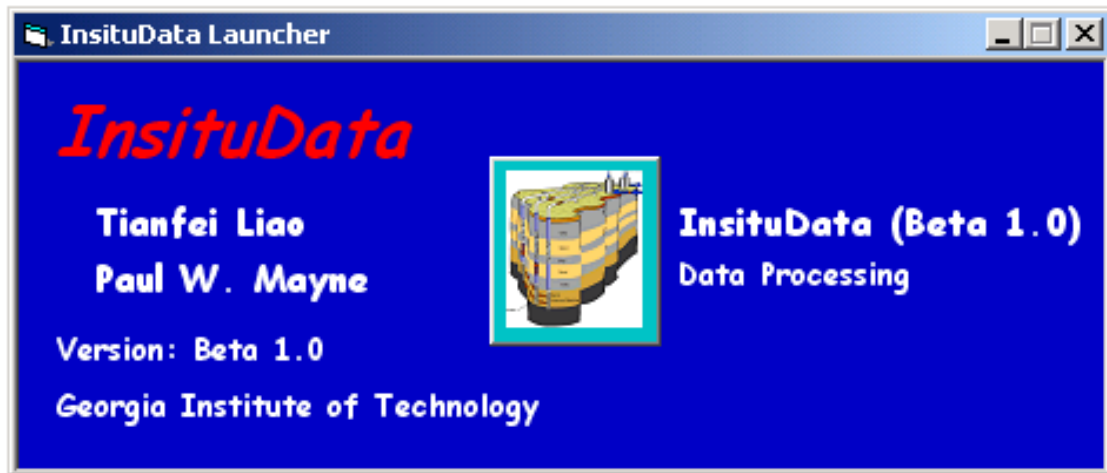 InsituData Launcher
InsituData
Tianfei Liao
Paul W. Mayne
Version: Beta 1.0
Georgia Institute of Technology
InsituData (Beta 1.0)
Data Processing